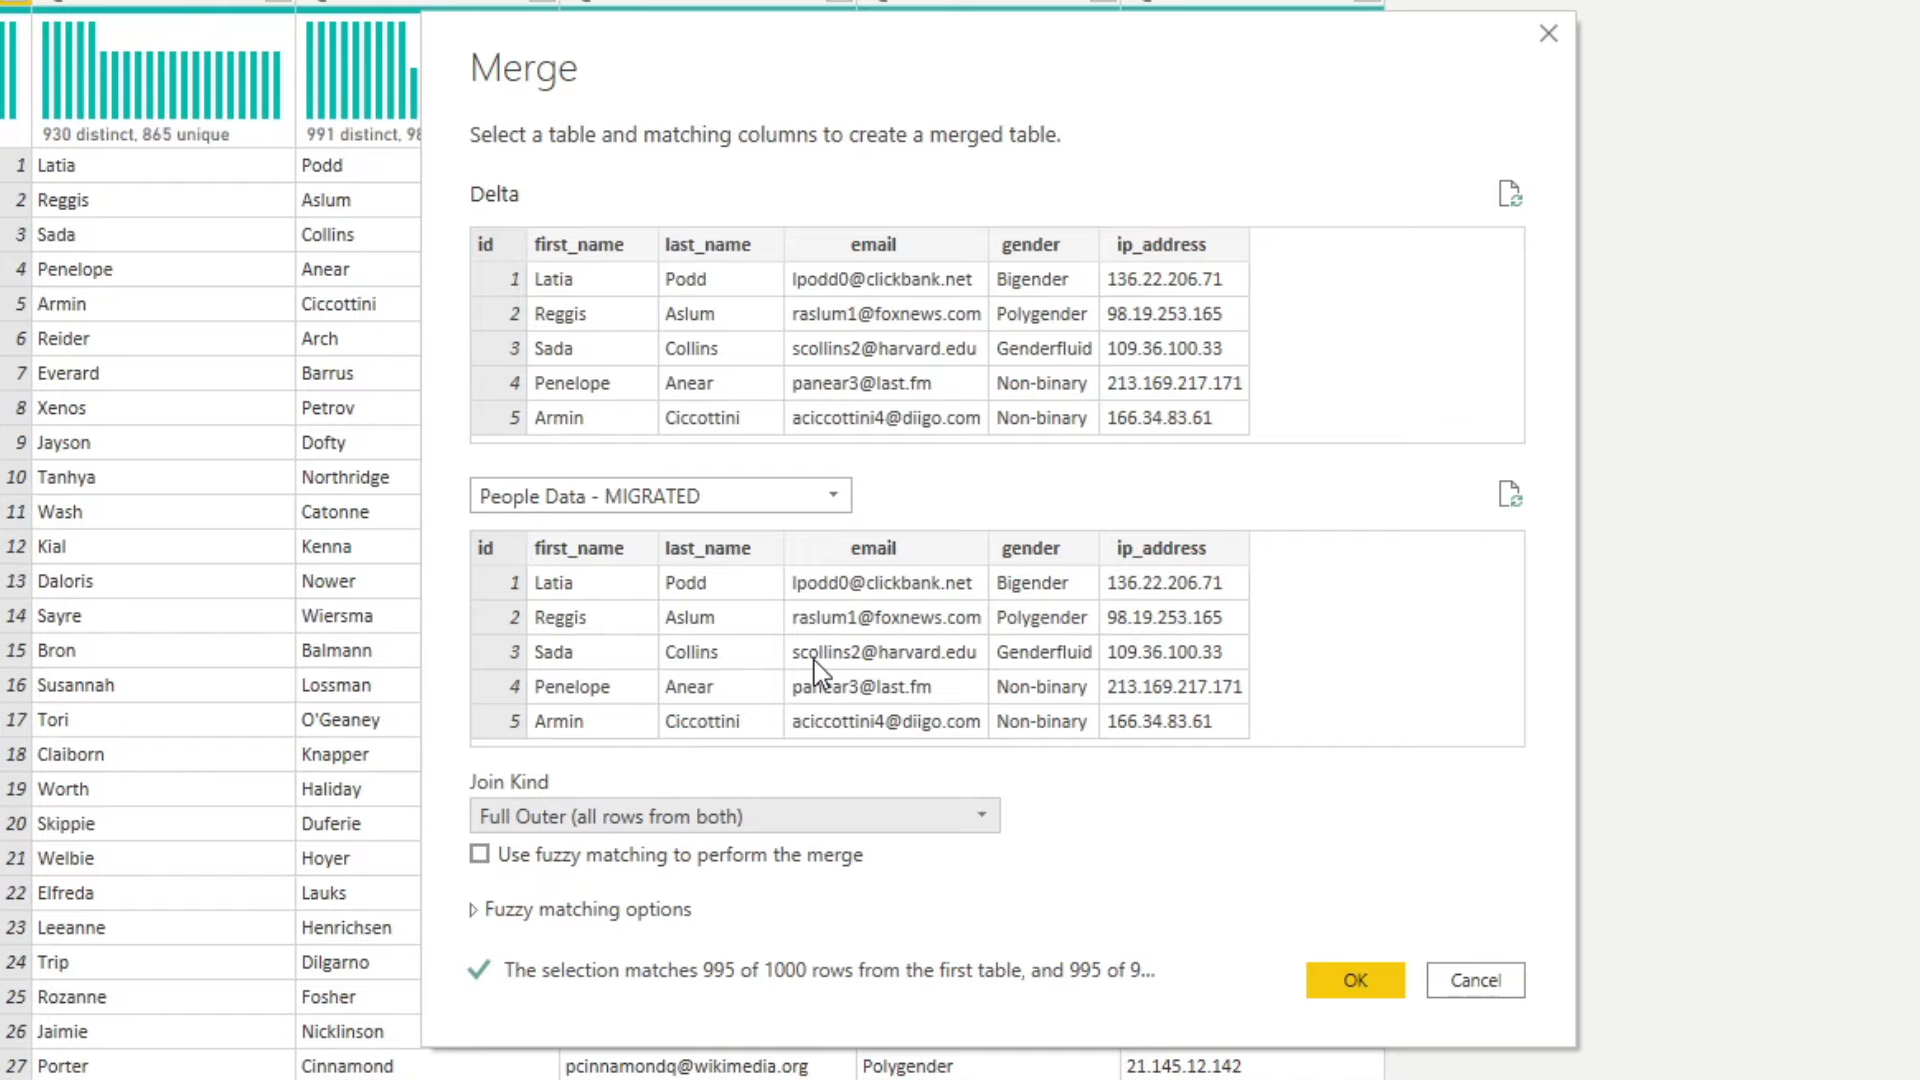 930 distinct, 865 unique
991 distinct, 98
1 Latia Podd
2 Reggis Aslum
3 Sada Collins
4 Penelope Anear
5 Armin Ciccottini
6 Reider Arch
7 Everard Barrus
8 Xenos Petrov
9 Jayson Dofty
10 Tanhya Northridge
11 Wash Catonne
12 Kial Kenna
13 Daloris Nower
14 Sayre Wiersma
15 Bron Balmann
16 Susannah Lossman
17 Tori O'Geaney
18 Claiborn Knapper
19 Worth Haliday
20 Skippie Duferie
21 Welbie Hoyer
22 Elfreda Lauks
23 Leeanne Henrichsen
24 Trip Dilgarno
25 Rozanne Fosher
26 Jaimie Nicklinson
27 Porter Cinnamond pcinnamondq@wikimedia.org Polygender 21.145.12.142
Merge
Select a table and matching columns to create a merged table.
Delta
id first_name last_name email gender ip_address
1 Latia Podd lpodd0@clickbank.net Bigender 136.22.206.71
2 Reggis Aslum raslum1@foxnews.com Polygender 98.19.253.165
3 Sada Collins scollins2@harvard.edu Genderfluid 109.36.100.33
4 Penelope Anear panear3@last.fm Non-binary 213.169.217.171
5 Armin Ciccottini aciccottini4@diigo.com Non-binary 166.34.83.61
People Data - MIGRATED
id first_name last_name email gender ip_address
1 Latia Podd lpodd0@clickbank.net Bigender 136.22.206.71
2 Reggis Aslum raslum1@foxnews.com Polygender 98.19.253.165
3 Sada Collins scollins2@harvard.edu Genderfluid 109.36.100.33
4 Penelope Anear panear3@last.fm Non-binary 213.169.217.171
5 Armin Ciccottini aciccottini4@diigo.com Non-binary 166.34.83.61
Join Kind
Full Outer (all rows from both)
Use fuzzy matching to perform the merge
Fuzzy matching options
The selection matches 995 of 1000 rows from the first table, and 995 of 9...
OK Cancel